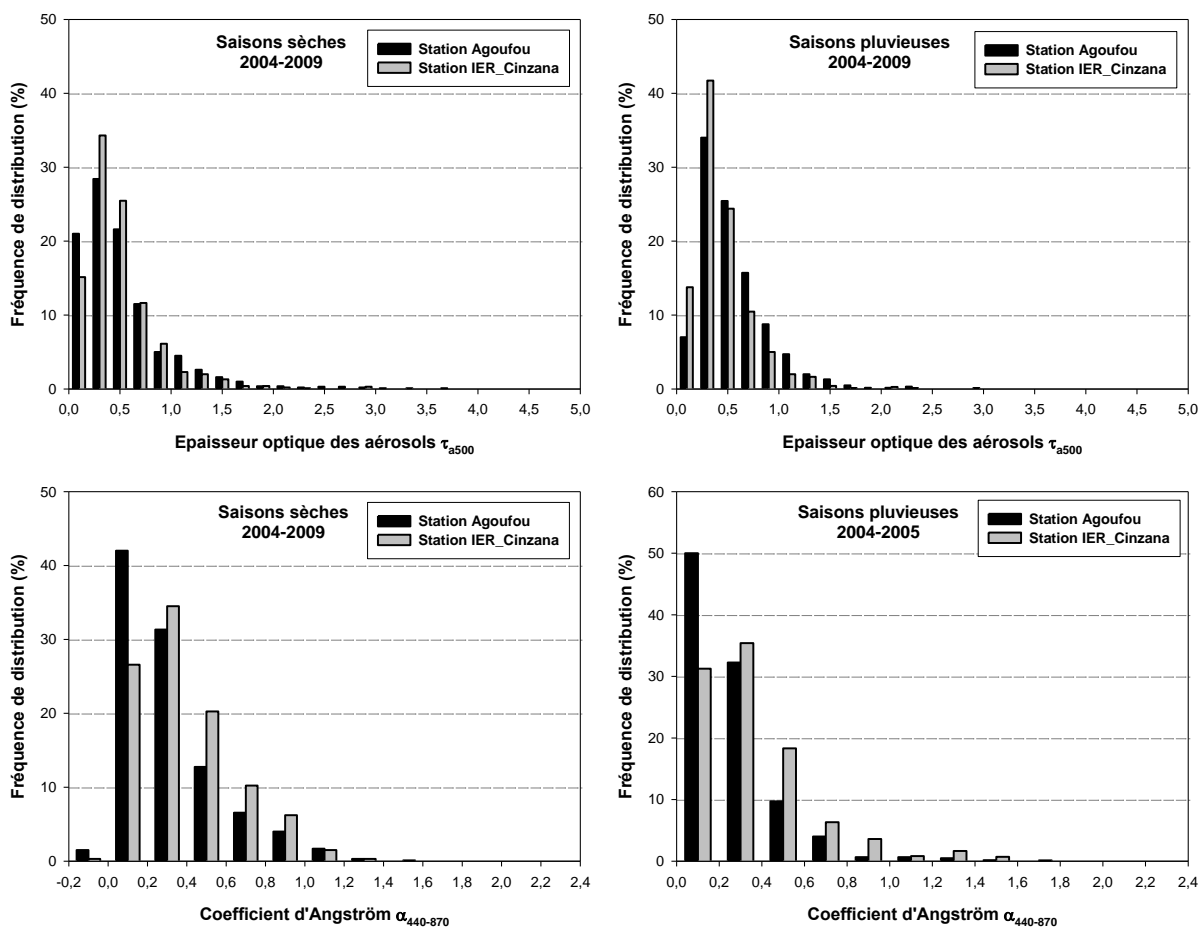 50
40
30
20
10
0
Fréquence de distribution (%)
Saisons sèches
2004-2009
Station Agoufou
Station IER_Cinzana
0,0 0,5 1,0 1,5 2,0 2,5 3,0 3,5 4,0 4,5 5,0
Epaisseur optique des aérosols τa500
50
40
30
20
10
0
Fréquence de distribution (%)
Saisons pluvieuses
2004-2009
Station Agoufou
Station IER_Cinzana
0,0 0,5 1,0 1,5 2,0 2,5 3,0 3,5 4,0 4,5 5,0
Epaisseur optique des aérosols τa500
50
40
30
20
10
0
Fréquence de distribution (%)
Saisons sèches
2004-2009
Station Agoufou
Station IER_Cinzana
-0,2 0,0 0,2 0,4 0,6 0,8 1,0 1,2 1,4 1,6 1,8 2,0 2,2 2,4
Coefficient d'Angström α440-870
60
50
40
30
20
10
0
Fréquence de distribution (%)
Saisons pluvieuses
2004-2005
Station Agoufou
Station IER_Cinzana
0,0 0,2 0,4 0,6 0,8 1,0 1,2 1,4 1,6 1,8 2,0 2,2 2,4
Coefficient d'Angström α440-870